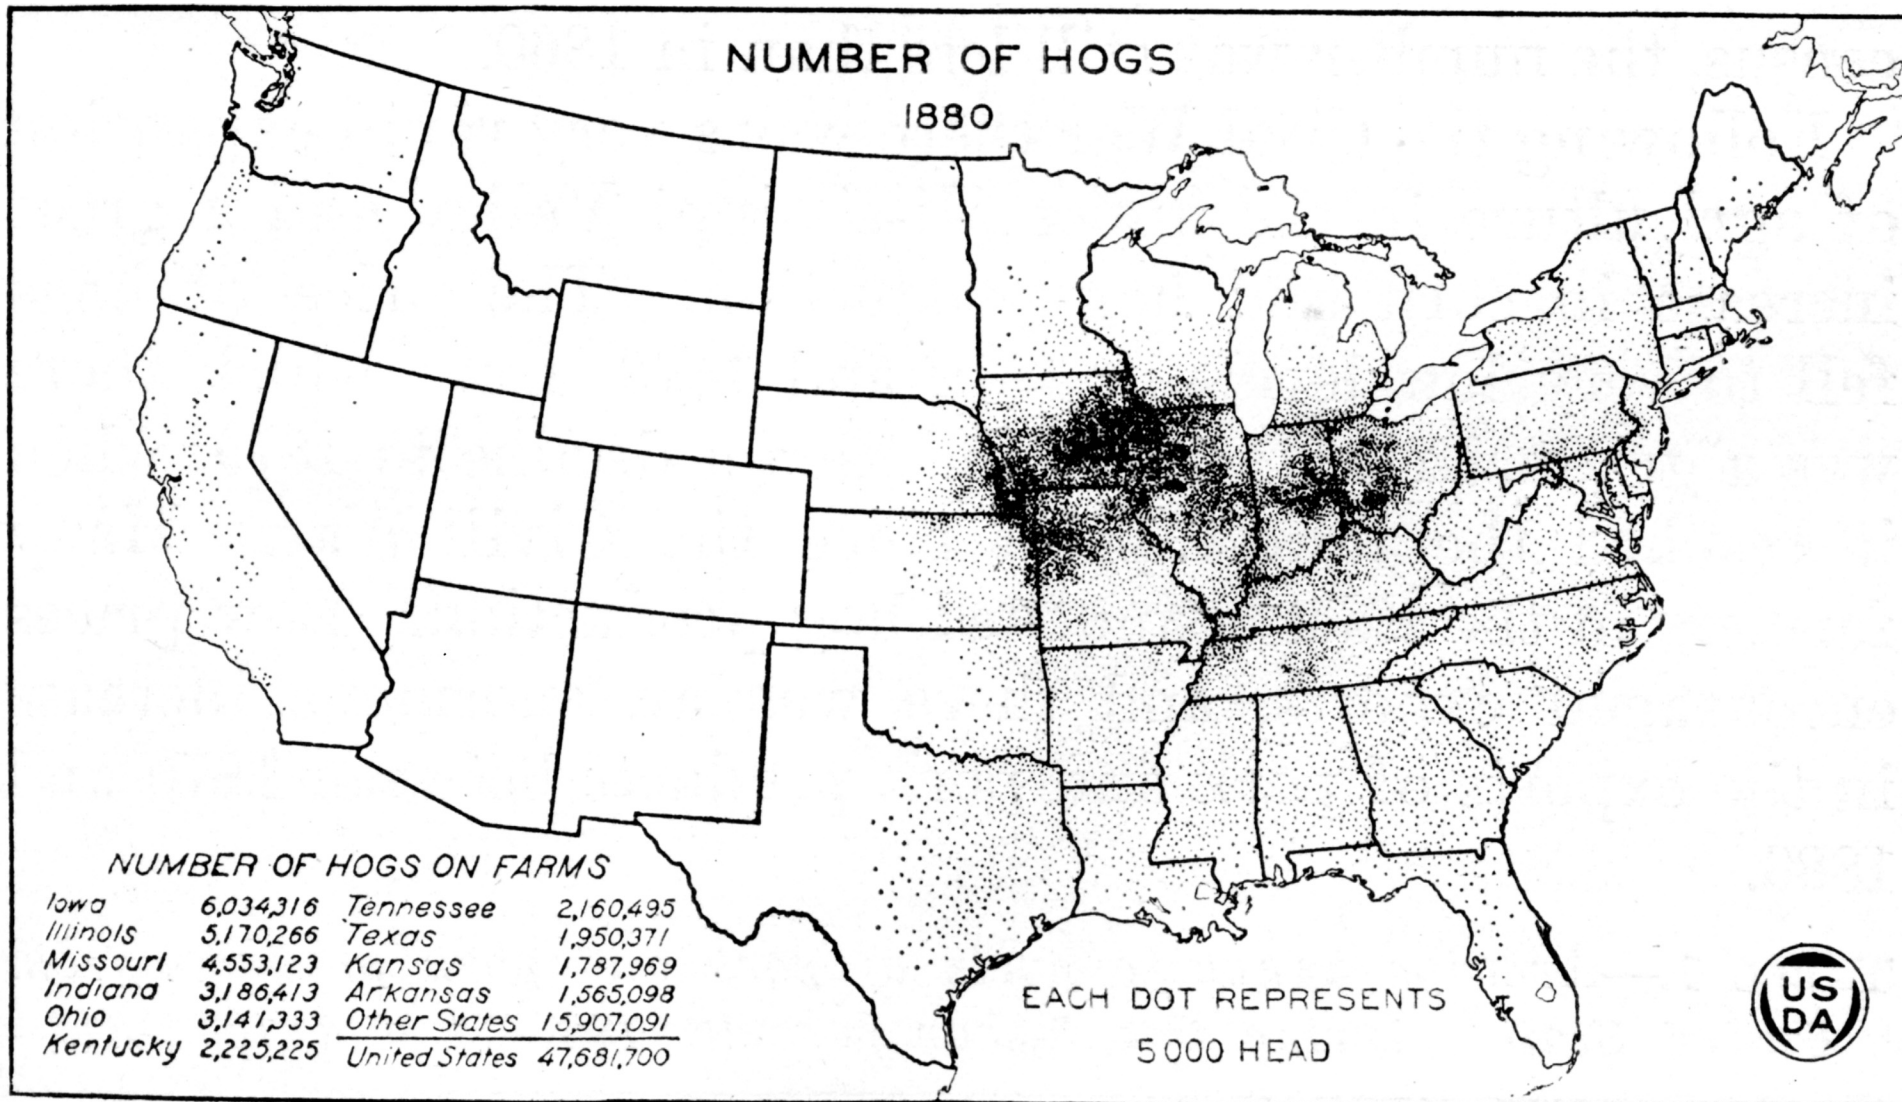 NUMBER OF HOGS
1880
NUMBER OF HOGS ON FARMS
Iowa 6,034,316 Tennessee 2,160,495
Illinois 5,170,266 Texas 1,950,371
Missouri 4,553,123 Kansas 1,787,969
Indiana 3,186,413 Arkansas 1,565,098
Ohio 3,141,333 Other States 15,907,091
Kentucky 2,225,225 United States 47,681,700
EACH DOT REPRESENTS
5000 HEAD
US
DA